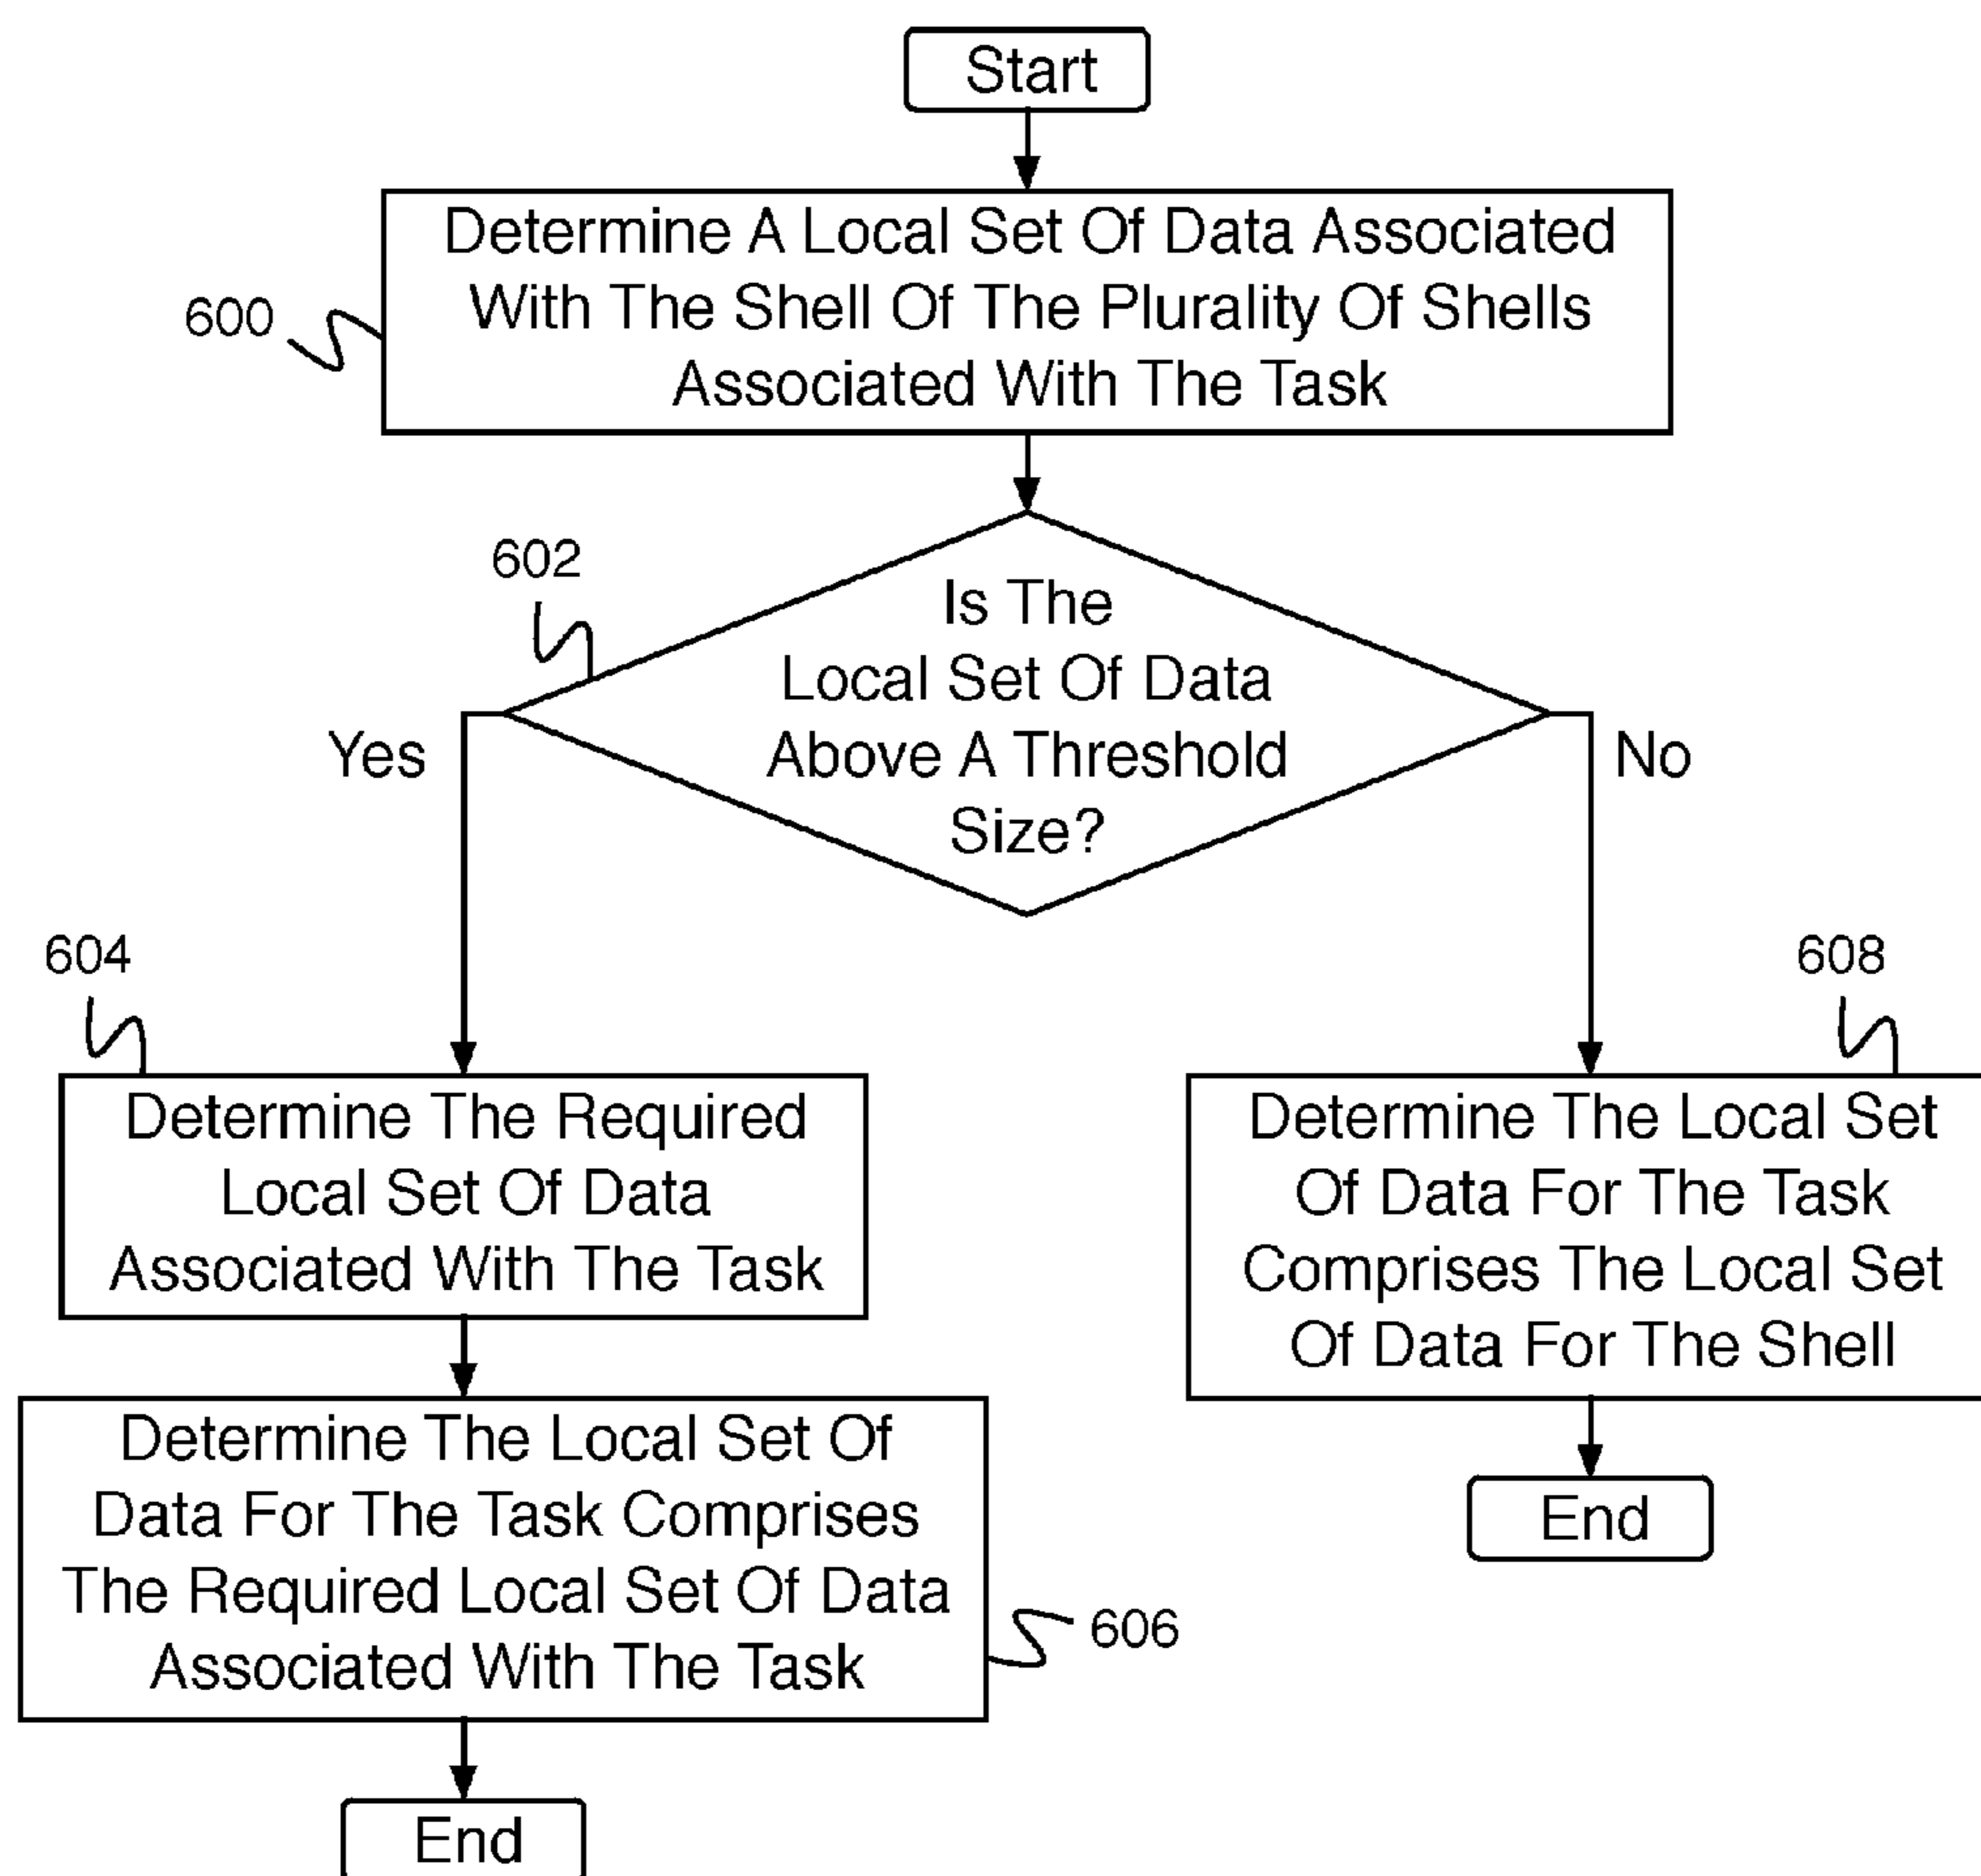 Start
Determine A Local Set Of Data Associated
With The Shell Of The Plurality Of Shells
Associated With The Task
600
602
Is The
Local Set Of Data
Above A Threshold
Size?
Yes
No
604
Determine The Required
Local Set Of Data
Associated With The Task
608
Determine The Local Set
Of Data For The Task
Comprises The Local Set
Of Data For The Shell
Determine The Local Set Of
Data For The Task Comprises
The Required Local Set Of Data
Associated With The Task
606
End
End